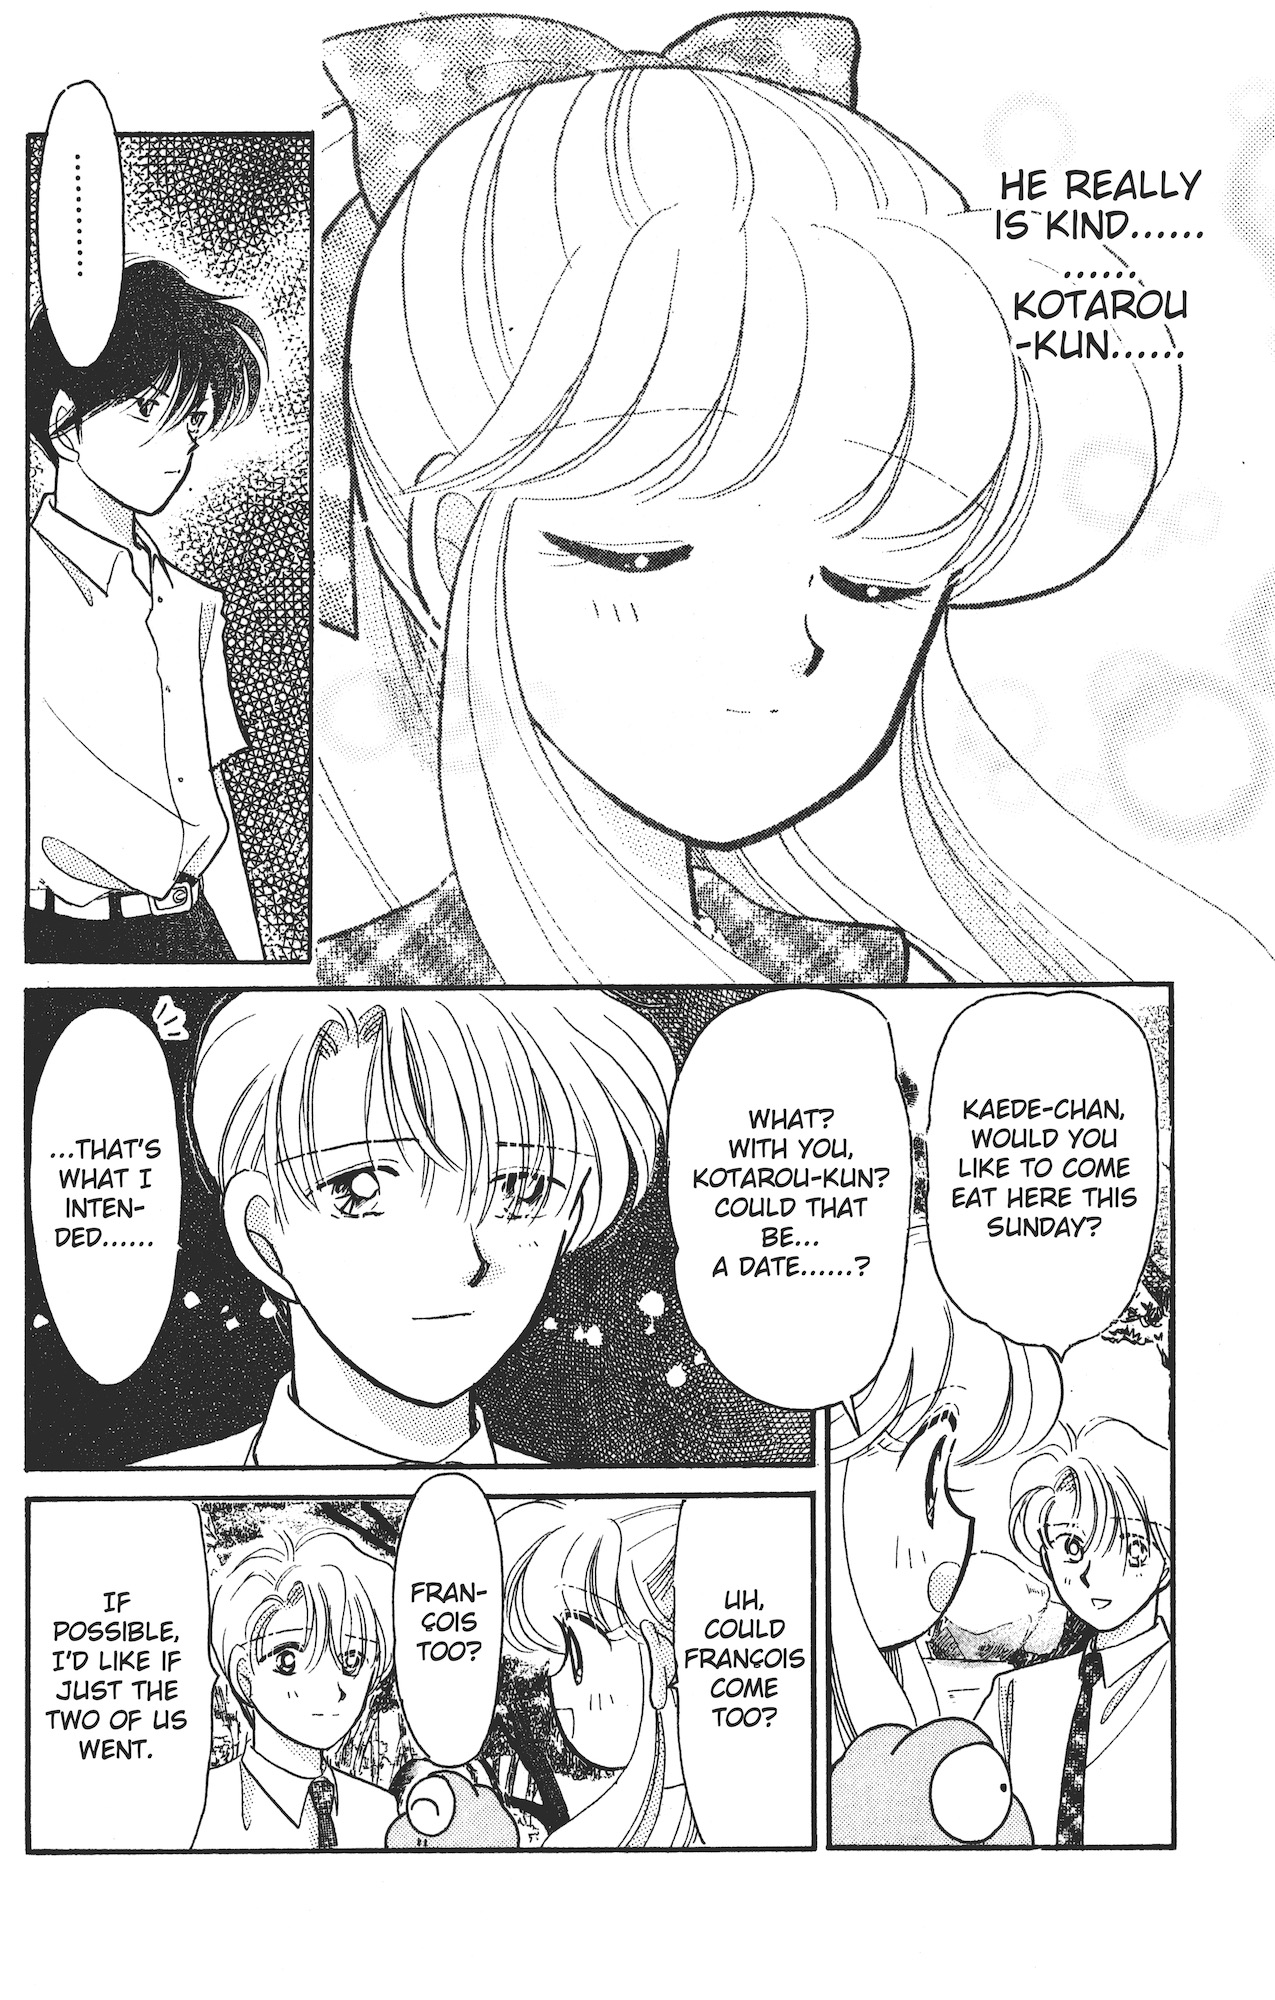 HE REALLY
IS KIND......
......
KOTAROU
-KUN......
.........
KAEDE-CHAN,
WOULD YOU
LIKE TO COME
EAT HERE THIS
SUNDAY?
WHAT?
WITH YOU,
KOTAROU-KUN?
COULD THAT
BE...
A DATE......?
...THAT'S
WHAT I
INTEN-
DED......
UH,
COULD
FRANÇOIS
COME
TOO?
FRAN-
ÇOIS
TOO?
IF
POSSIBLE,
I'D LIKE IF
JUST THE
TWO OF US
WENT.